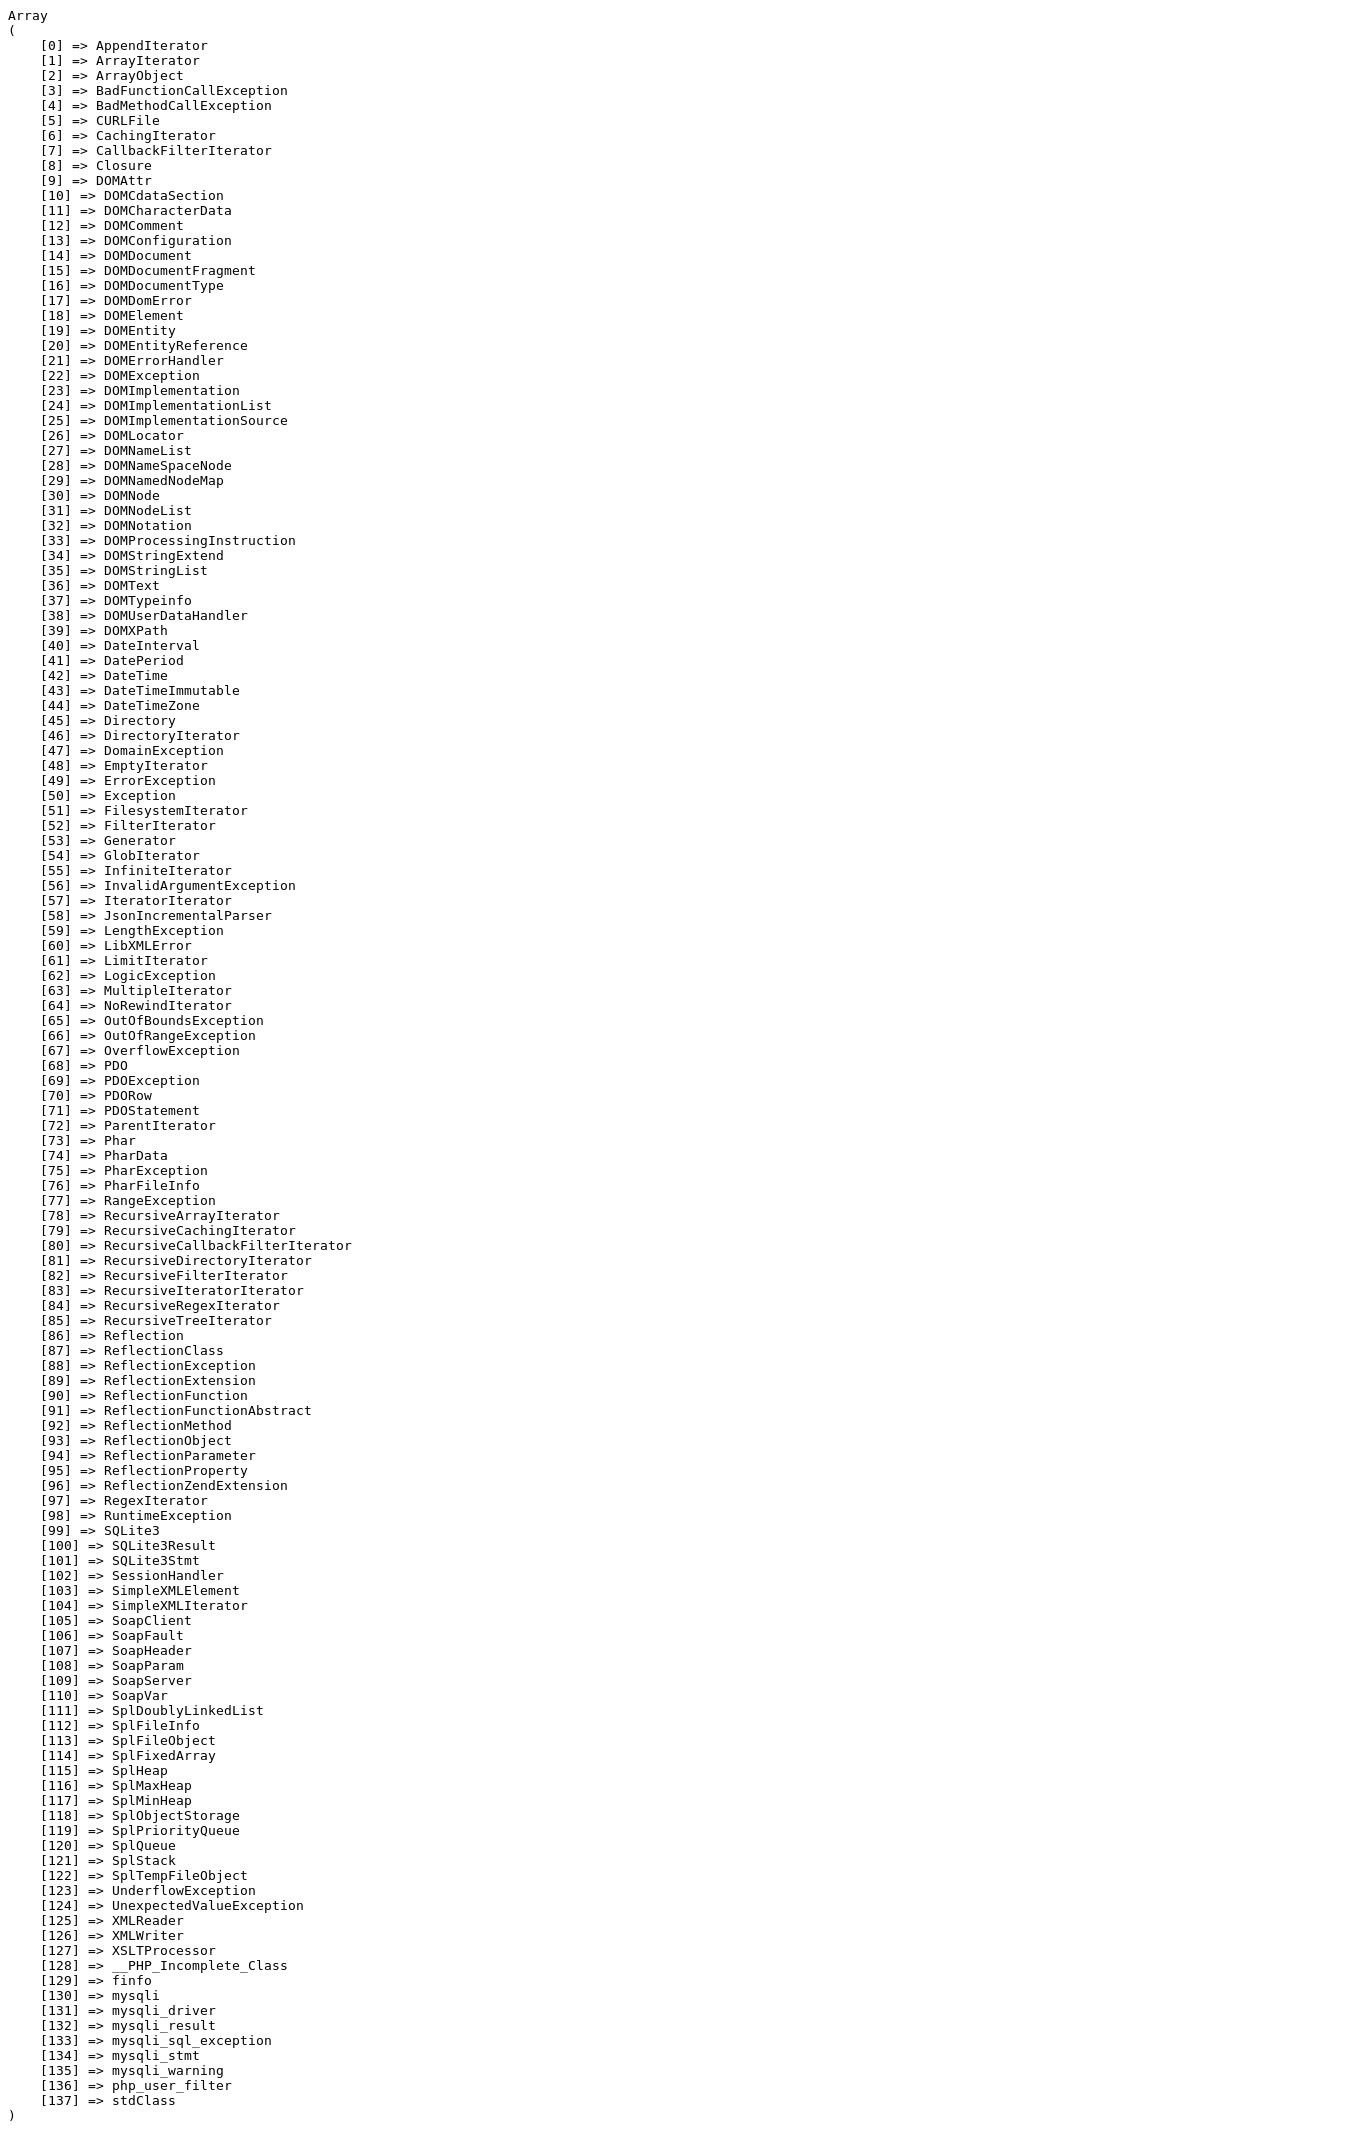 Array
(
    [0] => AppendIterator
    [1] => ArrayIterator
    [2] => ArrayObject
    [3] => BadFunctionCallException
    [4] => BadMethodCallException
    [5] => CURLFile
    [6] => CachingIterator
    [7] => CallbackFilterIterator
    [8] => Closure
    [9] => DOMAttr
    [10] => DOMCdataSection
    [11] => DOMCharacterData
    [12] => DOMComment
    [13] => DOMConfiguration
    [14] => DOMDocument
    [15] => DOMDocumentFragment
    [16] => DOMDocumentType
    [17] => DOMDomError
    [18] => DOMElement
    [19] => DOMEntity
    [20] => DOMEntityReference
    [21] => DOMErrorHandler
    [22] => DOMException
    [23] => DOMImplementation
    [24] => DOMImplementationList
    [25] => DOMImplementationSource
    [26] => DOMLocator
    [27] => DOMNameList
    [28] => DOMNameSpaceNode
    [29] => DOMNamedNodeMap
    [30] => DOMNode
    [31] => DOMNodeList
    [32] => DOMNotation
    [33] => DOMProcessingInstruction
    [34] => DOMStringExtend
    [35] => DOMStringList
    [36] => DOMText
    [37] => DOMTypeinfo
    [38] => DOMUserDataHandler
    [39] => DOMXPath
    [40] => DateInterval
    [41] => DatePeriod
    [42] => DateTime
    [43] => DateTimeImmutable
    [44] => DateTimeZone
    [45] => Directory
    [46] => DirectoryIterator
    [47] => DomainException
    [48] => EmptyIterator
    [49] => ErrorException
    [50] => Exception
    [51] => FilesystemIterator
    [52] => FilterIterator
    [53] => Generator
    [54] => GlobIterator
    [55] => InfiniteIterator
    [56] => InvalidArgumentException
    [57] => IteratorIterator
    [58] => JsonIncrementalParser
    [59] => LengthException
    [60] => LibXMLError
    [61] => LimitIterator
    [62] => LogicException
    [63] => MultipleIterator
    [64] => NoRewindIterator
    [65] => OutOfBoundsException
    [66] => OutOfRangeException
    [67] => OverflowException
    [68] => PDO
    [69] => PDOException
    [70] => PDORow
    [71] => PDOStatement
    [72] => ParentIterator
    [73] => Phar
    [74] => PharData
    [75] => PharException
    [76] => PharFileInfo
    [77] => RangeException
    [78] => RecursiveArrayIterator
    [79] => RecursiveCachingIterator
    [80] => RecursiveCallbackFilterIterator
    [81] => RecursiveDirectoryIterator
    [82] => RecursiveFilterIterator
    [83] => RecursiveIteratorIterator
    [84] => RecursiveRegexIterator
    [85] => RecursiveTreeIterator
    [86] => Reflection
    [87] => ReflectionClass
    [88] => ReflectionException
    [89] => ReflectionExtension
    [90] => ReflectionFunction
    [91] => ReflectionFunctionAbstract
    [92] => ReflectionMethod
    [93] => ReflectionObject
    [94] => ReflectionParameter
    [95] => ReflectionProperty
    [96] => ReflectionZendExtension
    [97] => RegexIterator
    [98] => RuntimeException
    [99] => SQLite3
    [100] => SQLite3Result
    [101] => SQLite3Stmt
    [102] => SessionHandler
    [103] => SimpleXMLElement
    [104] => SimpleXMLIterator
    [105] => SoapClient
    [106] => SoapFault
    [107] => SoapHeader
    [108] => SoapParam
    [109] => SoapServer
    [110] => SoapVar
    [111] => SplDoublyLinkedList
    [112] => SplFileInfo
    [113] => SplFileObject
    [114] => SplFixedArray
    [115] => SplHeap
    [116] => SplMaxHeap
    [117] => SplMinHeap
    [118] => SplObjectStorage
    [119] => SplPriorityQueue
    [120] => SplQueue
    [121] => SplStack
    [122] => SplTempFileObject
    [123] => UnderflowException
    [124] => UnexpectedValueException
    [125] => XMLReader
    [126] => XMLWriter
    [127] => XSLTProcessor
    [128] => __PHP_Incomplete_Class
    [129] => finfo
    [130] => mysqli
    [131] => mysqli_driver
    [132] => mysqli_result
    [133] => mysqli_sql_exception
    [134] => mysqli_stmt
    [135] => mysqli_warning
    [136] => php_user_filter
    [137] => stdClass
)